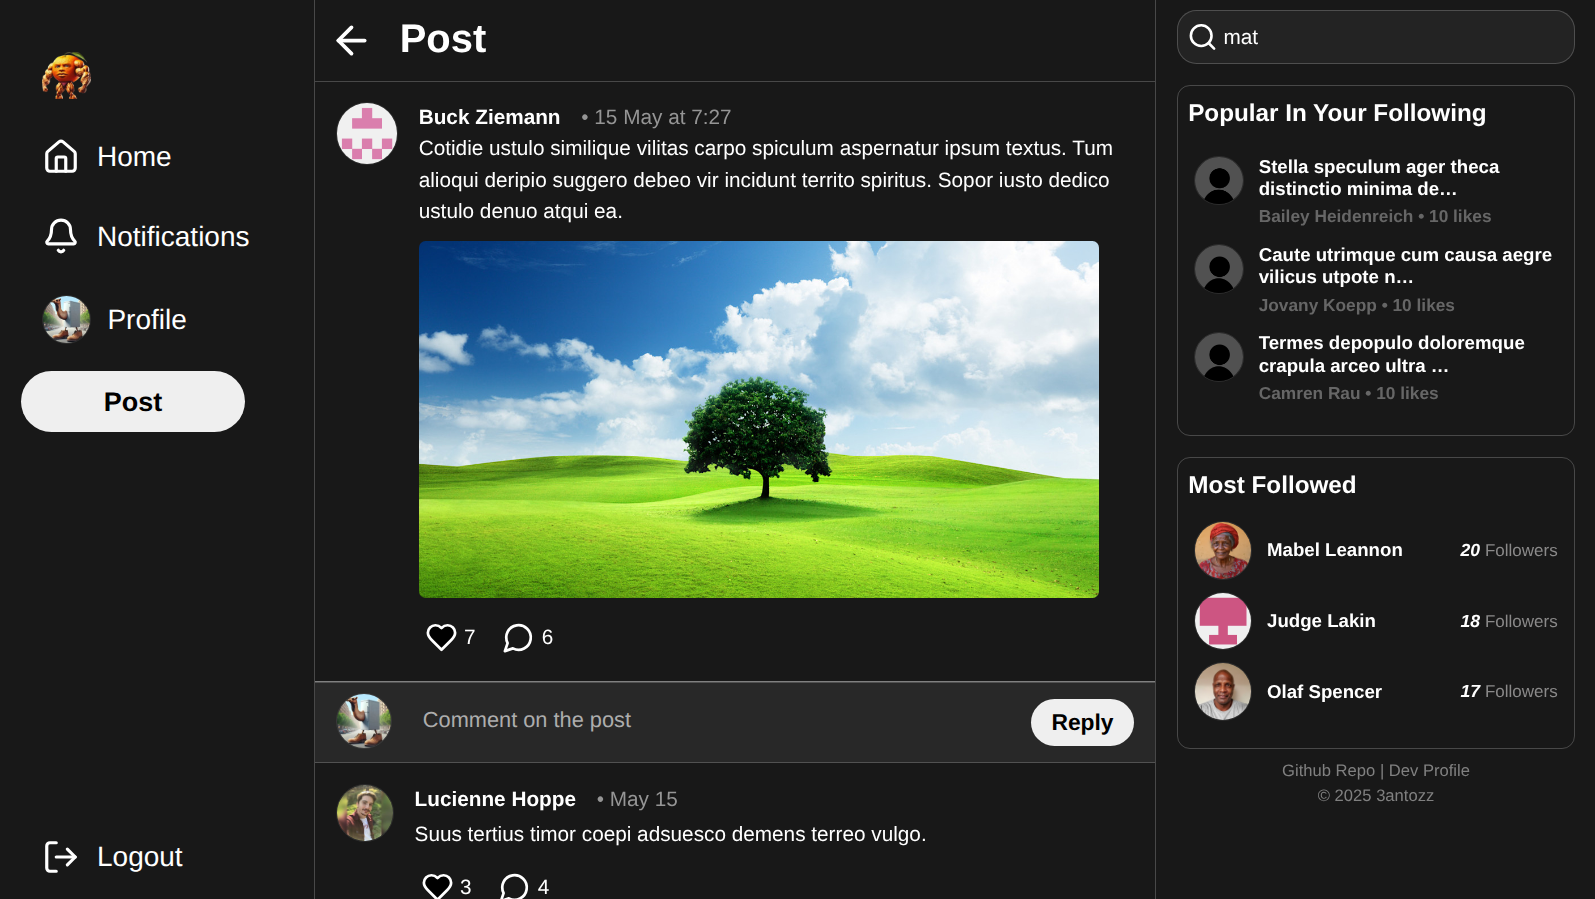 Home
Notifications
Profile
Post
Logout
Post
Buck Ziemann • 15 May at 7:27
Cotidie ustulo similique vilitas carpo spiculum aspernatur ipsum textus. Tum
alioqui deripio suggero debeo vir incidunt territo spiritus. Sopor iusto dedico
ustulo denuo atqui ea.
7 6
Comment on the post
Reply
Lucienne Hoppe • May 15
Suus tertius timor coepi adsuesco demens terreo vulgo.
3 4
mat
Popular In Your Following
Stella speculum ager theca
distinctio minima de...
Bailey Heidenreich • 10 likes
Caute utrimque cum causa aegre
vilicus utpote n...
Jovany Koepp • 10 likes
Termes depopulo doloremque
crapula arceo ultra ...
Camren Rau • 10 likes
Most Followed
Mabel Leannon 20 Followers
Judge Lakin 18 Followers
Olaf Spencer 17 Followers
Github Repo | Dev Profile
© 2025 3antozz